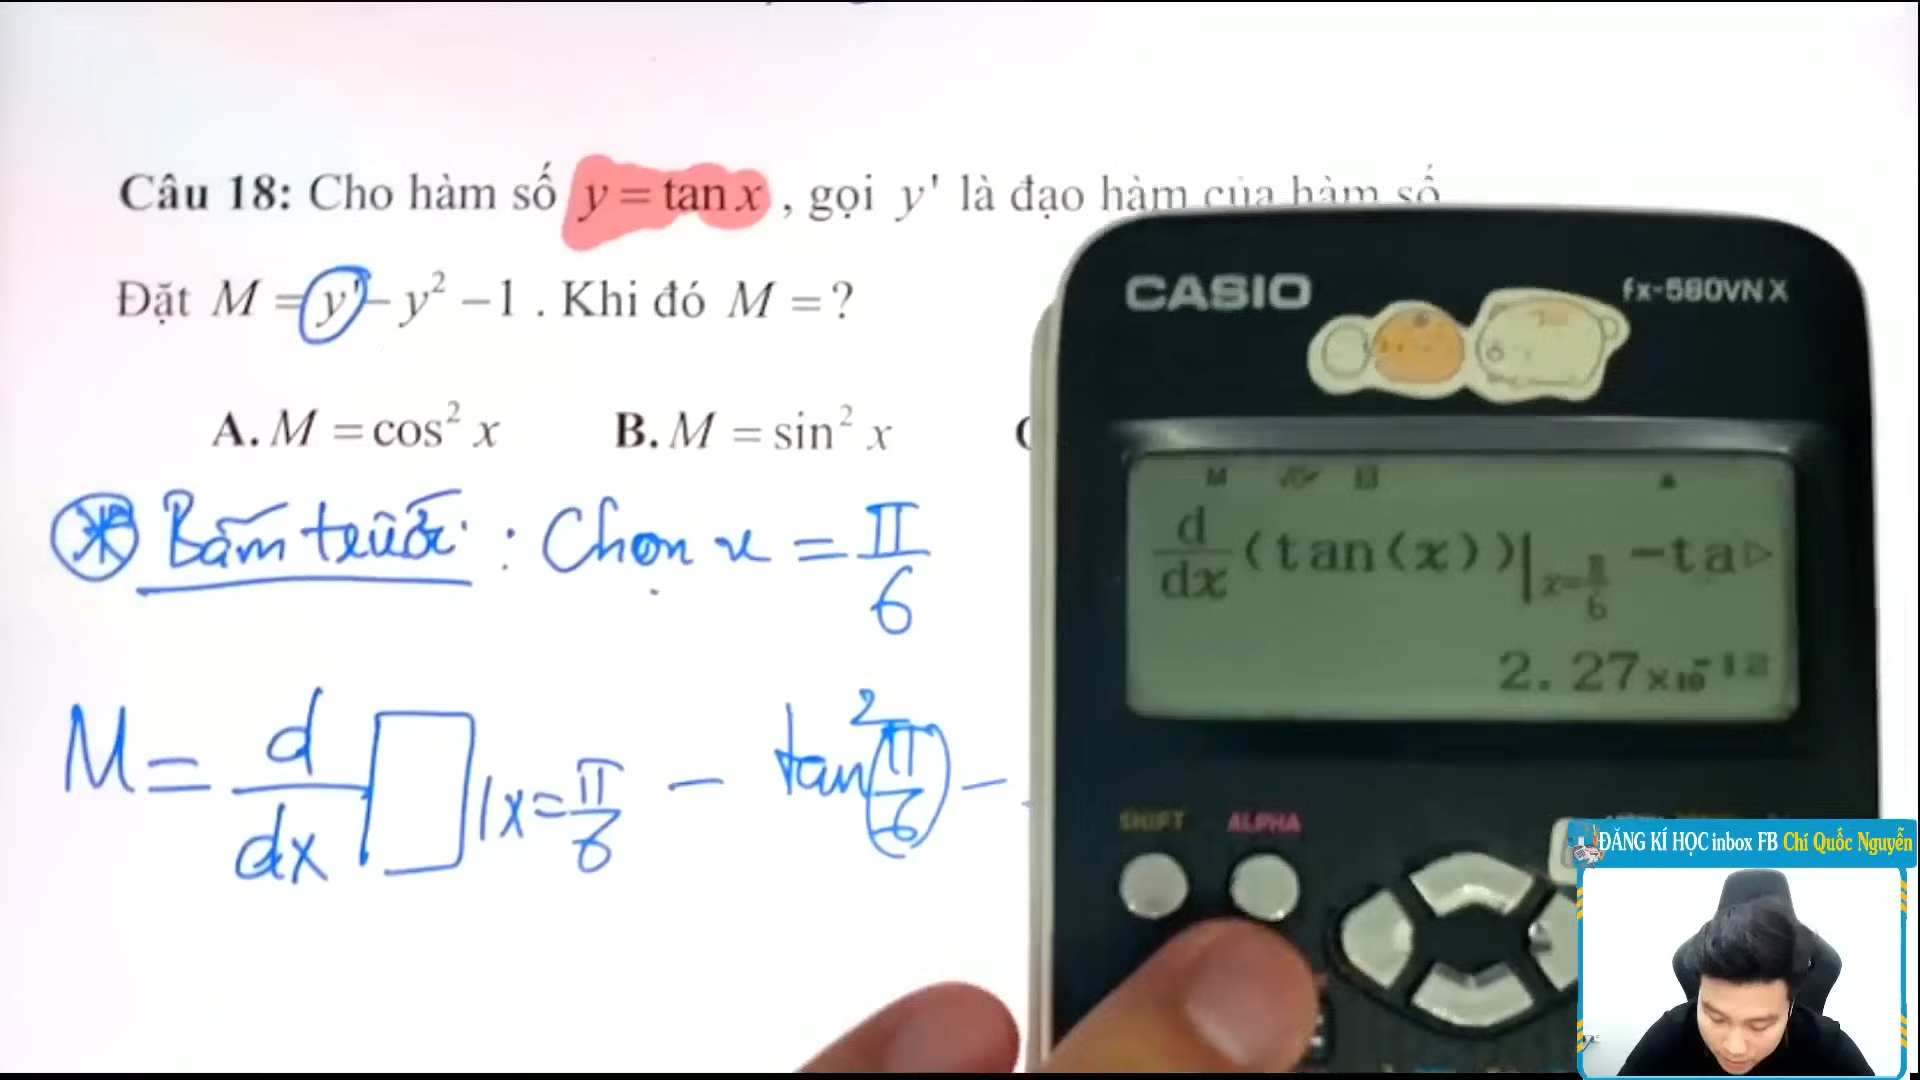 Câu 18: Cho hàm số y = tan x , gọi y' là đạo hàm của hàm số
Đặt M = y' − y² − 1 . Khi đó M = ?
A. M = cos² x B. M = sin² x
Bấm trước : Chọn x = π/6
M = d/dx □ |x=π/6 − tan²(π/6) −
CASIO
fx-580VN X
d/dx (tan(x))|x=π/6 −ta▷
2.27×10⁻¹²
SHIFT ALPHA
ĐĂNG KÍ HỌC inbox FB Chí Quốc Nguyễn